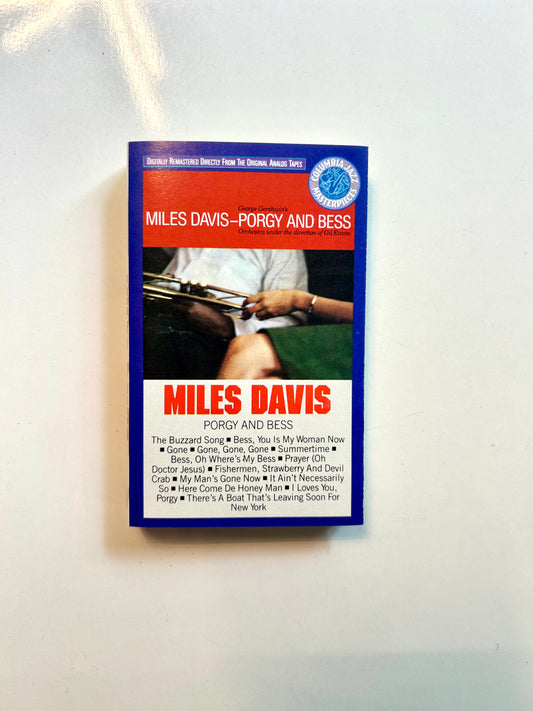 DIGITALLY REMASTERED DIRECTLY FROM THE ORIGINAL ANALOG TAPES
COLUMBIA JAZZ
MASTERPIECES
George Gershwin's
MILES DAVIS–PORGY AND BESS
Orchestra under the direction of Gil Evans
MILES DAVIS
PORGY AND BESS
The Buzzard Song ■ Bess, You Is My Woman Now
■ Gone ■ Gone, Gone, Gone ■ Summertime ■
Bess, Oh Where's My Bess ■ Prayer (Oh
Doctor Jesus) ■ Fishermen, Strawberry And Devil
Crab ■ My Man's Gone Now ■ It Ain't Necessarily
So ■ Here Come De Honey Man ■ I Loves You,
Porgy ■ There's A Boat That's Leaving Soon For
New York